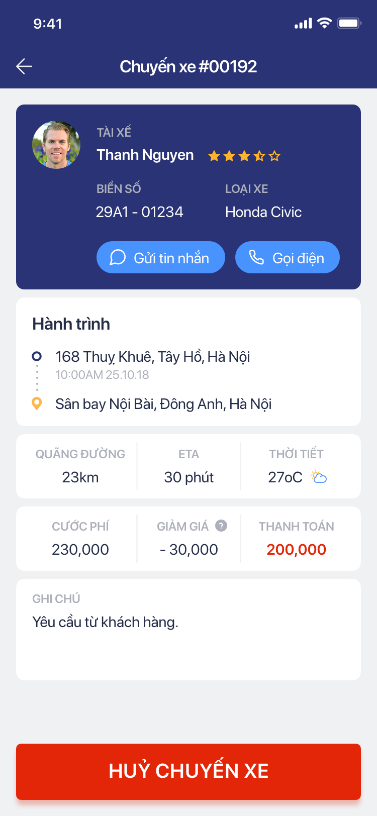 9:41
Chuyến xe #00192
TÀI XẾ
Thanh Nguyen
BIỂN SỐ
LOẠI XE
29A1 - 01234
Honda Civic
Gửi tin nhắn
Gọi điện
Hành trình
168 Thuỵ Khuê, Tây Hồ, Hà Nội
10:00AM 25.10.18
Sân bay Nội Bài, Đông Anh, Hà Nội
QUÃNG ĐƯỜNG
ETA
THỜI TIẾT
23km
30 phút
27oC
CƯỚC PHÍ
GIẢM GIÁ ?
THANH TOÁN
230,000
- 30,000
200,000
GHI CHÚ
Yêu cầu từ khách hàng.
HUỶ CHUYẾN XE